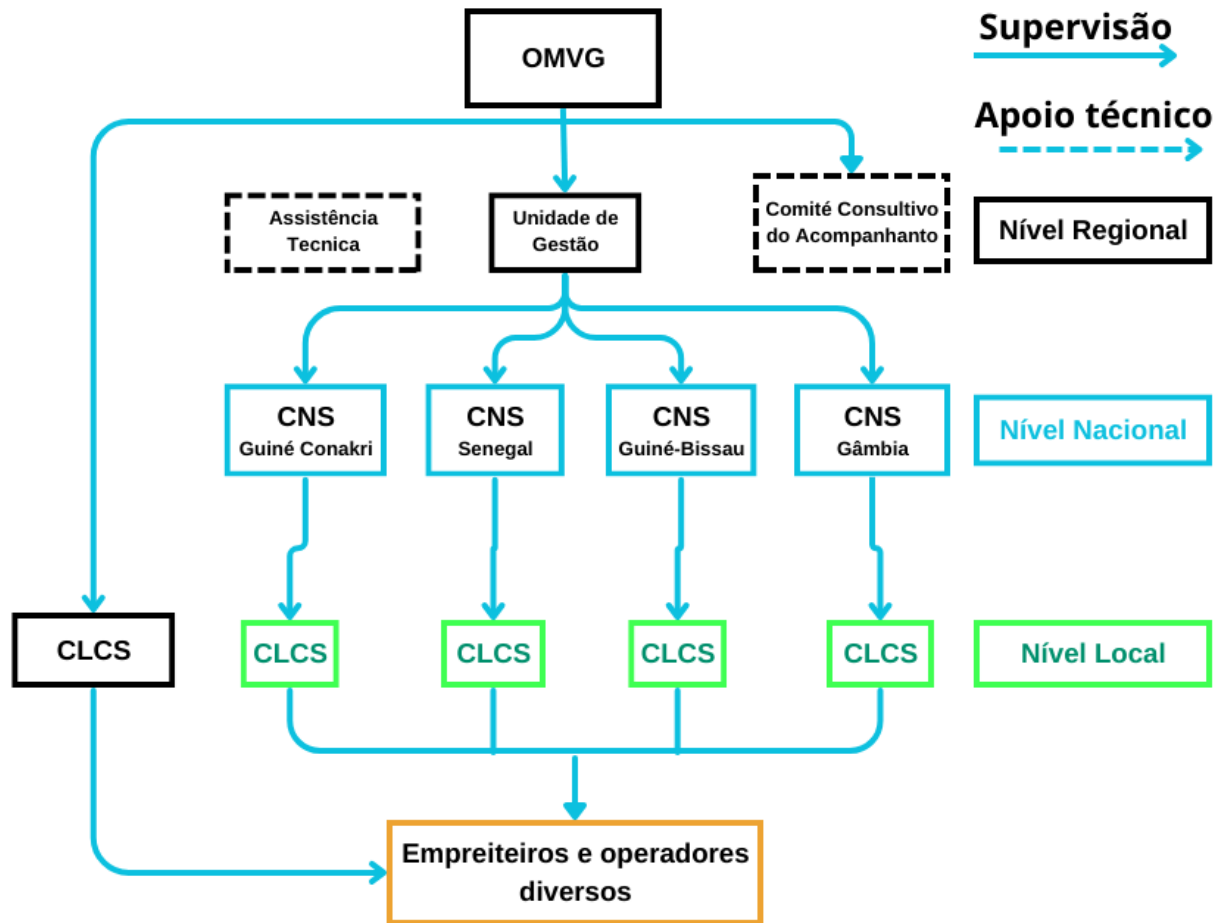 OMVG
Supervisão
Apoio técnico
Assistência
Tecnica
Unidade de
Gestão
Comité Consultivo
do Acompanhanto
Nível Regional
CNS
Guiné Conakri
CNS
Senegal
CNS
Guiné-Bissau
CNS
Gâmbia
Nível Nacional
CLCS
CLCS
CLCS
CLCS
CLCS
Nível Local
Empreiteiros e operadores
diversos